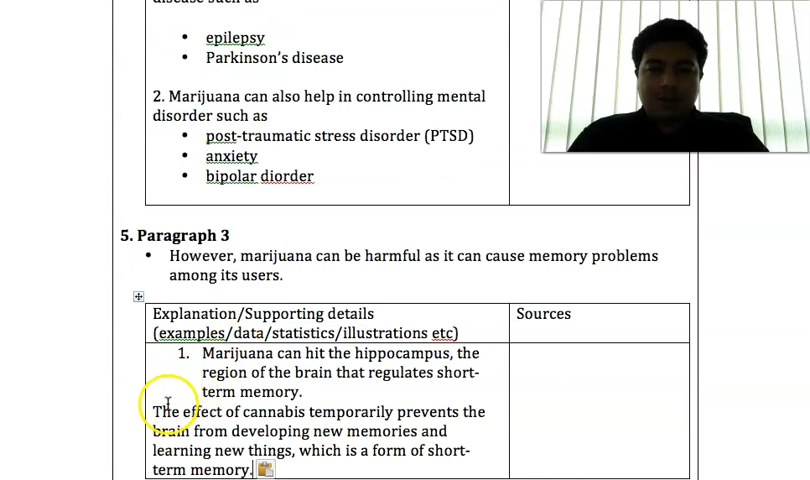 disease such as
• epilepsy
• Parkinson's disease
2. Marijuana can also help in controlling mental
disorder such as
• post-traumatic stress disorder (PTSD)
• anxiety
• bipolar diorder
5. Paragraph 3
• However, marijuana can be harmful as it can cause memory problems
among its users.
Explanation/Supporting details
(examples/data/statistics/illustrations etc)
Sources
1. Marijuana can hit the hippocampus, the
region of the brain that regulates short-
term memory.
The effect of cannabis temporarily prevents the
brain from developing new memories and
learning new things, which is a form of short-
term memory.